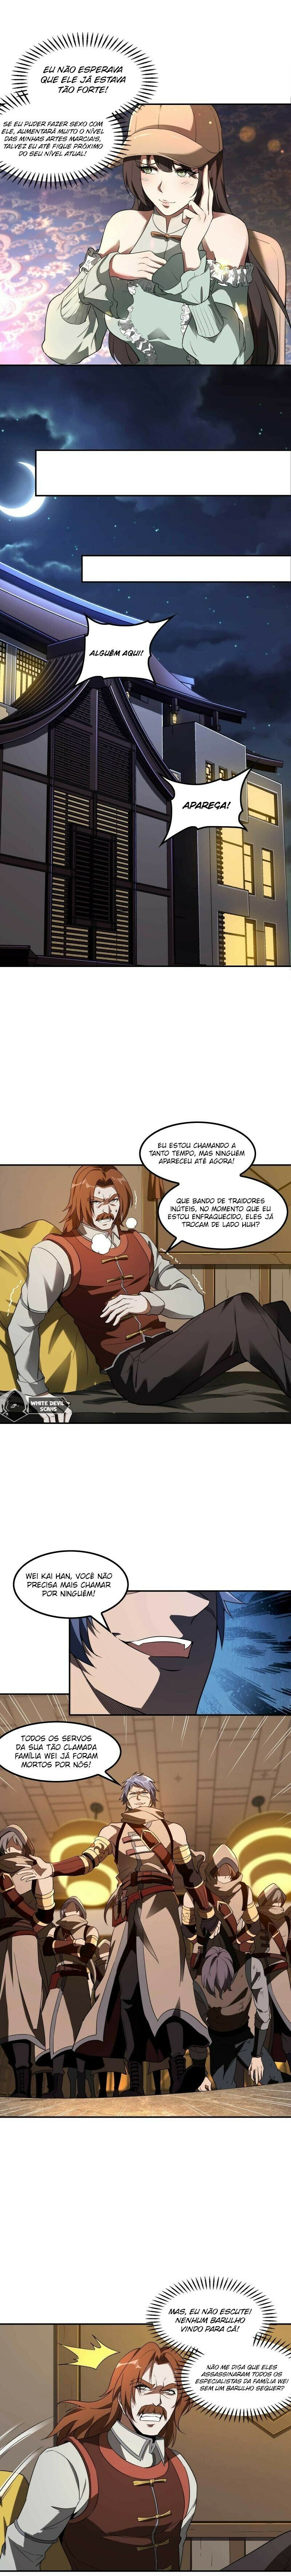 EU NÃO ESPERAVA
QUE ELE JÁ ESTAVA
TÃO FORTE!
SE EU PUDER FAZER SEXO COM
ELE, AUMENTARÁ MUITO O NÍVEL
DAS MINHAS ARTES MARCIAIS,
TALVEZ EU ATÉ FIQUE PRÓXIMO
DO SEU NÍVEL ATUAL!
ALGUÉM AQUI!
APAREÇA!
EU ESTOU CHAMANDO A
TANTO TEMPO, MAS NINGUÉM
APARECEU ATÉ AGORA!
QUE BANDO DE TRAIDORES
INÚTEIS, NO MOMENTO QUE EU
ESTOU ENFRAQUECIDO, ELES JÁ
TROCAM DE LADO HUH?
WHITE DEVIL
SCANS
WEI KAI HAN, VOCÊ NÃO
PRECISA MAIS CHAMAR
POR NINGUÉM!
TODOS OS SERVOS
DA SUA TÃO CLAMADA
FAMÍLIA WEI JÁ FORAM
MORTOS POR NÓS!
MAS, EU NÃO ESCUTEI
NENHUM BARULHO
VINDO PARA CÁ!
NÃO ME DIGA QUE ELES
ASSASSINARAM TODOS OS
ESPECIALISTAS DA FAMÍLIA WEI
SEM UM BARULHO SEQUER?